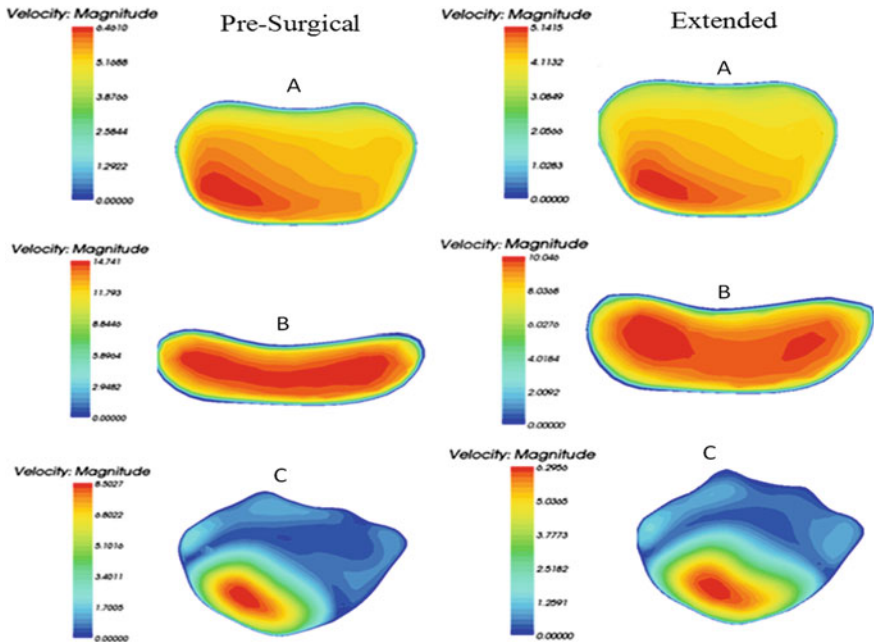 Velocity: Magnitude
Pre-Surgical
6.4610
5.1688
3.8766
2.5844
1.2922
0.00000
A
Velocity: Magnitude
Extended
5.1415
4.1132
3.0849
2.0566
1.0283
0.00000
A
Velocity: Magnitude
14.741
11.793
8.8446
5.8964
2.9482
0.00000
B
Velocity: Magnitude
10.046
8.0368
6.0276
4.0184
2.0092
0.00000
B
Velocity: Magnitude
8.5027
6.8022
5.1016
3.4011
1.7005
0.00000
C
Velocity: Magnitude
6.2956
5.0365
3.7773
2.5182
1.2591
0.00000
C